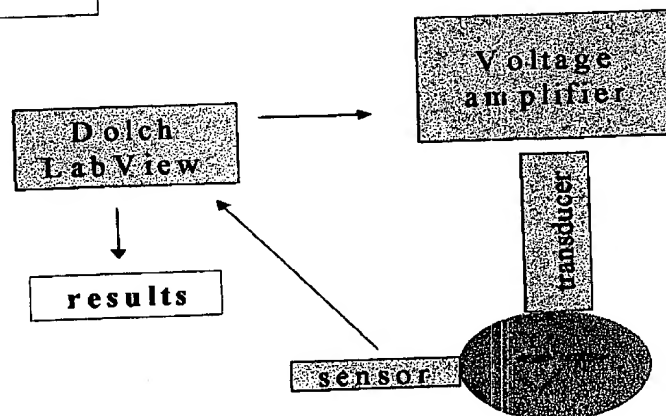 Voltage
amplifier
Dolch
LabView
transducer
results
sensor